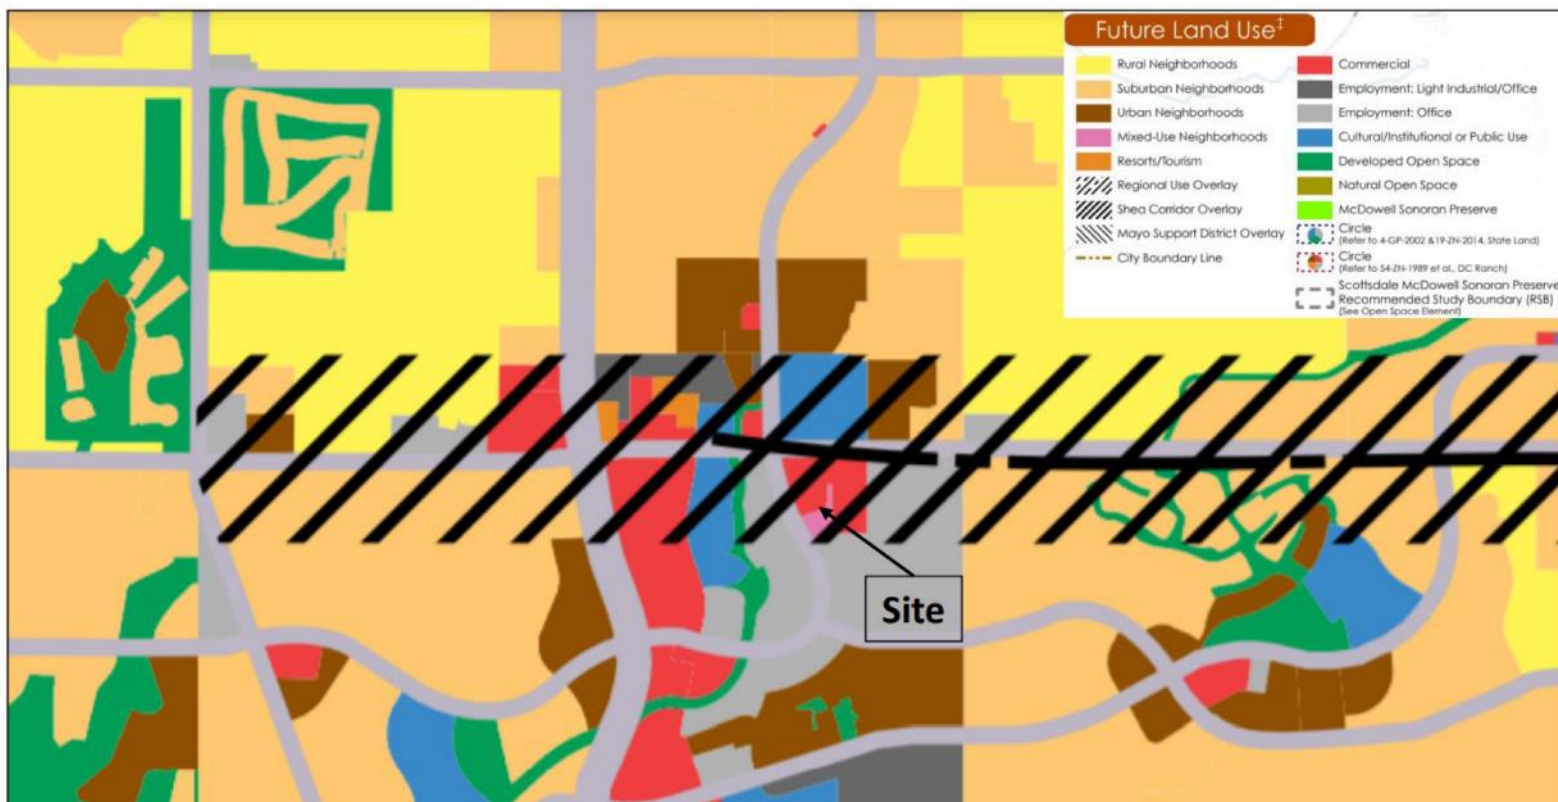 Future Land Use‡
Rural Neighborhoods
Suburban Neighborhoods
Urban Neighborhoods
Mixed-Use Neighborhoods
Resorts/Tourism
Regional Use Overlay
Shea Corridor Overlay
Mayo Support District Overlay
City Boundary Line
Commercial
Employment: Light Industrial/Office
Employment: Office
Cultural/Institutional or Public Use
Developed Open Space
Natural Open Space
McDowell Sonoran Preserve
Circle
(Refer to 4-GP-2002 &19-ZN-2014, State Land)
Circle
(Refer to 54-ZN-1989 et al., DC Ranch)
Scottsdale McDowell Sonoran Preserve
Recommended Study Boundary (RSB)
(See Open Space Element)
Site